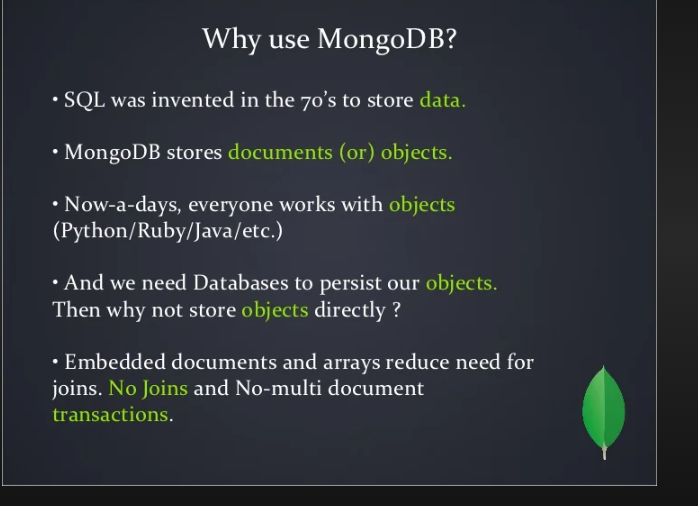 Why use MongoDB?
• SQL was invented in the 70's to store data.
• MongoDB stores documents (or) objects.
• Now-a-days, everyone works with objects
(Python/Ruby/Java/etc.)
• And we need Databases to persist our objects.
Then why not store objects directly ?
• Embedded documents and arrays reduce need for
joins. No Joins and No-multi document
transactions.